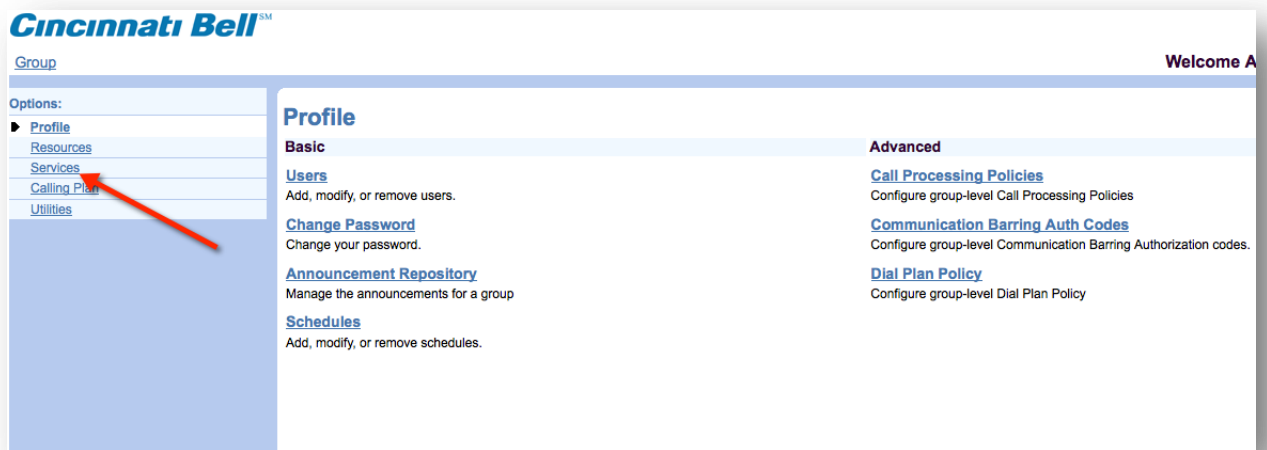 Cincinnati Bell℠
Group
Welcome A
Options:
Profile
Resources
Services
Calling Plan
Utilities
Profile
Basic
Users
Add, modify, or remove users.
Change Password
Change your password.
Announcement Repository
Manage the announcements for a group
Schedules
Add, modify, or remove schedules.
Advanced
Call Processing Policies
Configure group-level Call Processing Policies
Communication Barring Auth Codes
Configure group-level Communication Barring Authorization codes.
Dial Plan Policy
Configure group-level Dial Plan Policy